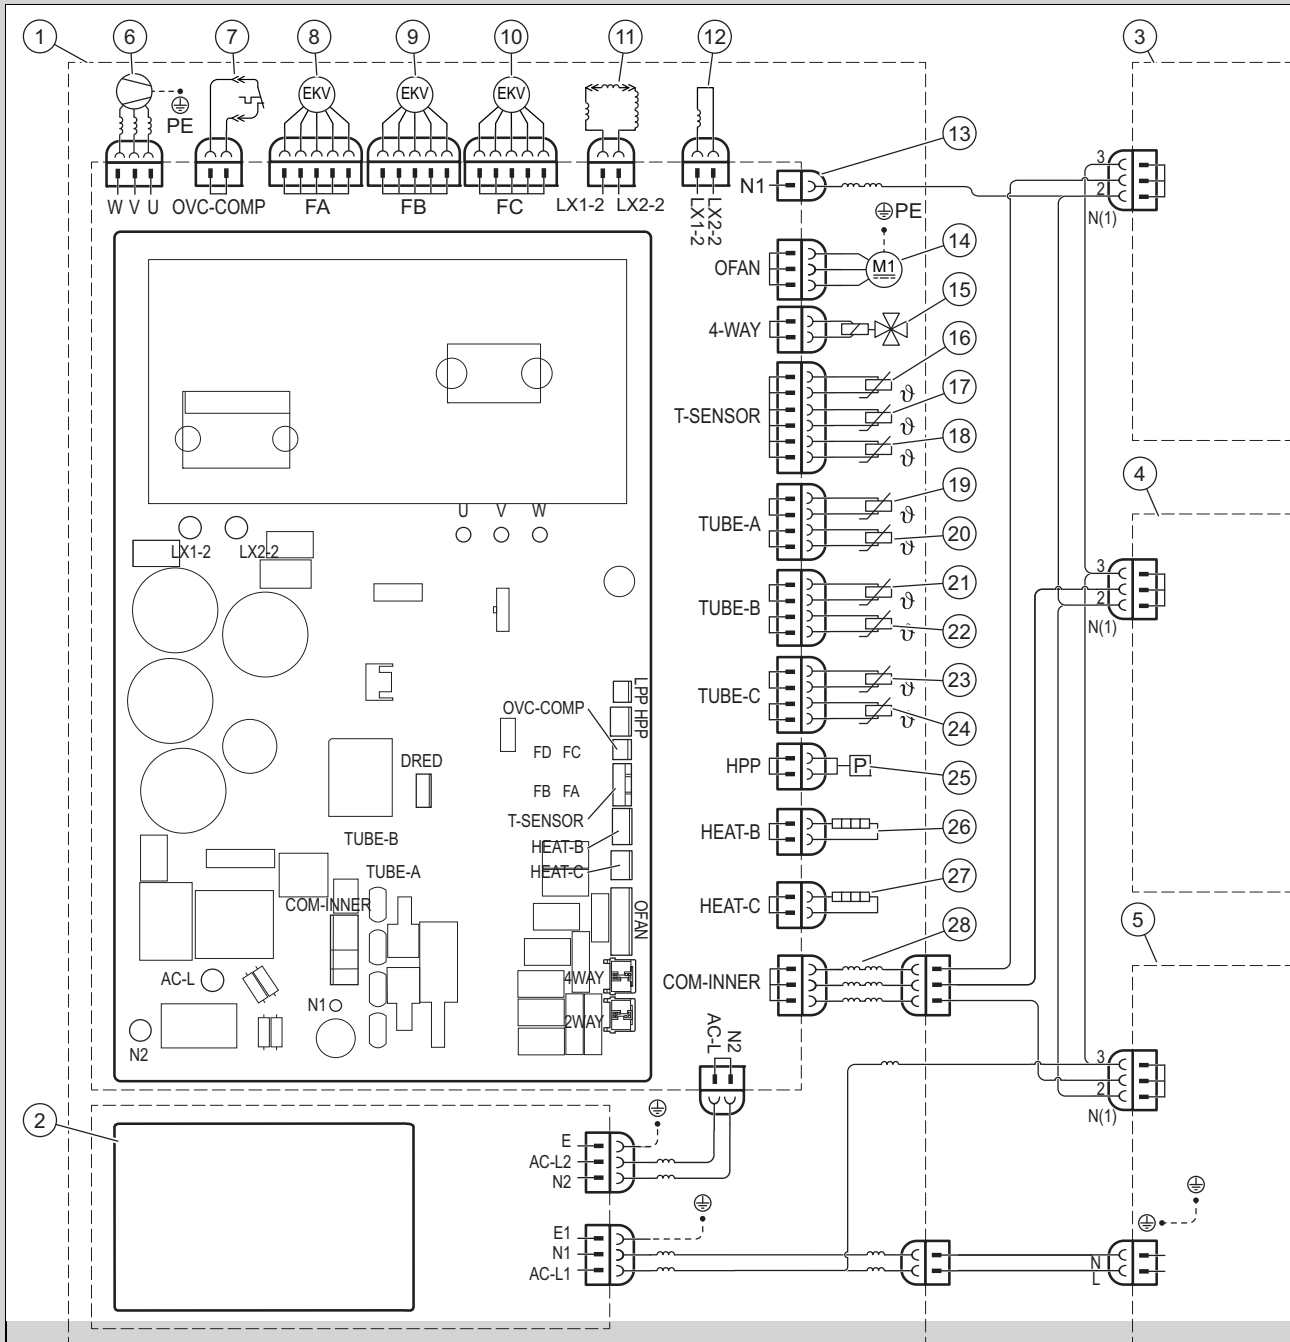 1 6 7 8 9 10 11 12 3
EKV EKV EKV
PE
13
3
N1
2
W V U OVC-COMP FA FB FC LX1-2 LX2-2
LX1-2 LX2-2
PE
N(1)
14
OFAN M1
15
4-WAY
16
ϑ
17
T-SENSOR
ϑ
18
ϑ
4
19
ϑ
U V W
TUBE-A
20
ϑ
LX1-2 LX2-2
3
21
ϑ
2
TUBE-B
22
N(1)
ϑ
23
LPP HPP
ϑ
TUBE-C
OVC-COMP
24
ϑ
FD FC
DRED
HPP P 25
FB FA
T-SENSOR
26
TUBE-B
HEAT-B
HEAT-B
TUBE-A
HEAT-C
27
COM-INNER
OFAN
HEAT-C
5
28
AC-L
4WAY
COM-INNER
N1
2WAY
N2
AC-L N2
3
2
N(1)
2
E
AC-L2
N2
E1
N1
AC-L1
N
L